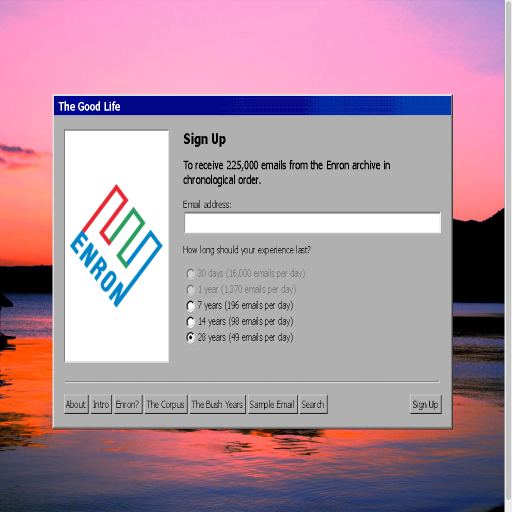 The Good Life
Sign Up
To receive 225,000 emails from the Enron archive in
chronological order.
Email address:
How long should your experience last?
30 days (16,000 emails per day)
1 year (1,370 emails per day)
7 years (196 emails per day)
14 years (98 emails per day)
28 years (49 emails per day)
ENRON
About Intro Enron? The Corpus The Bush Years Sample Email Search Sign Up